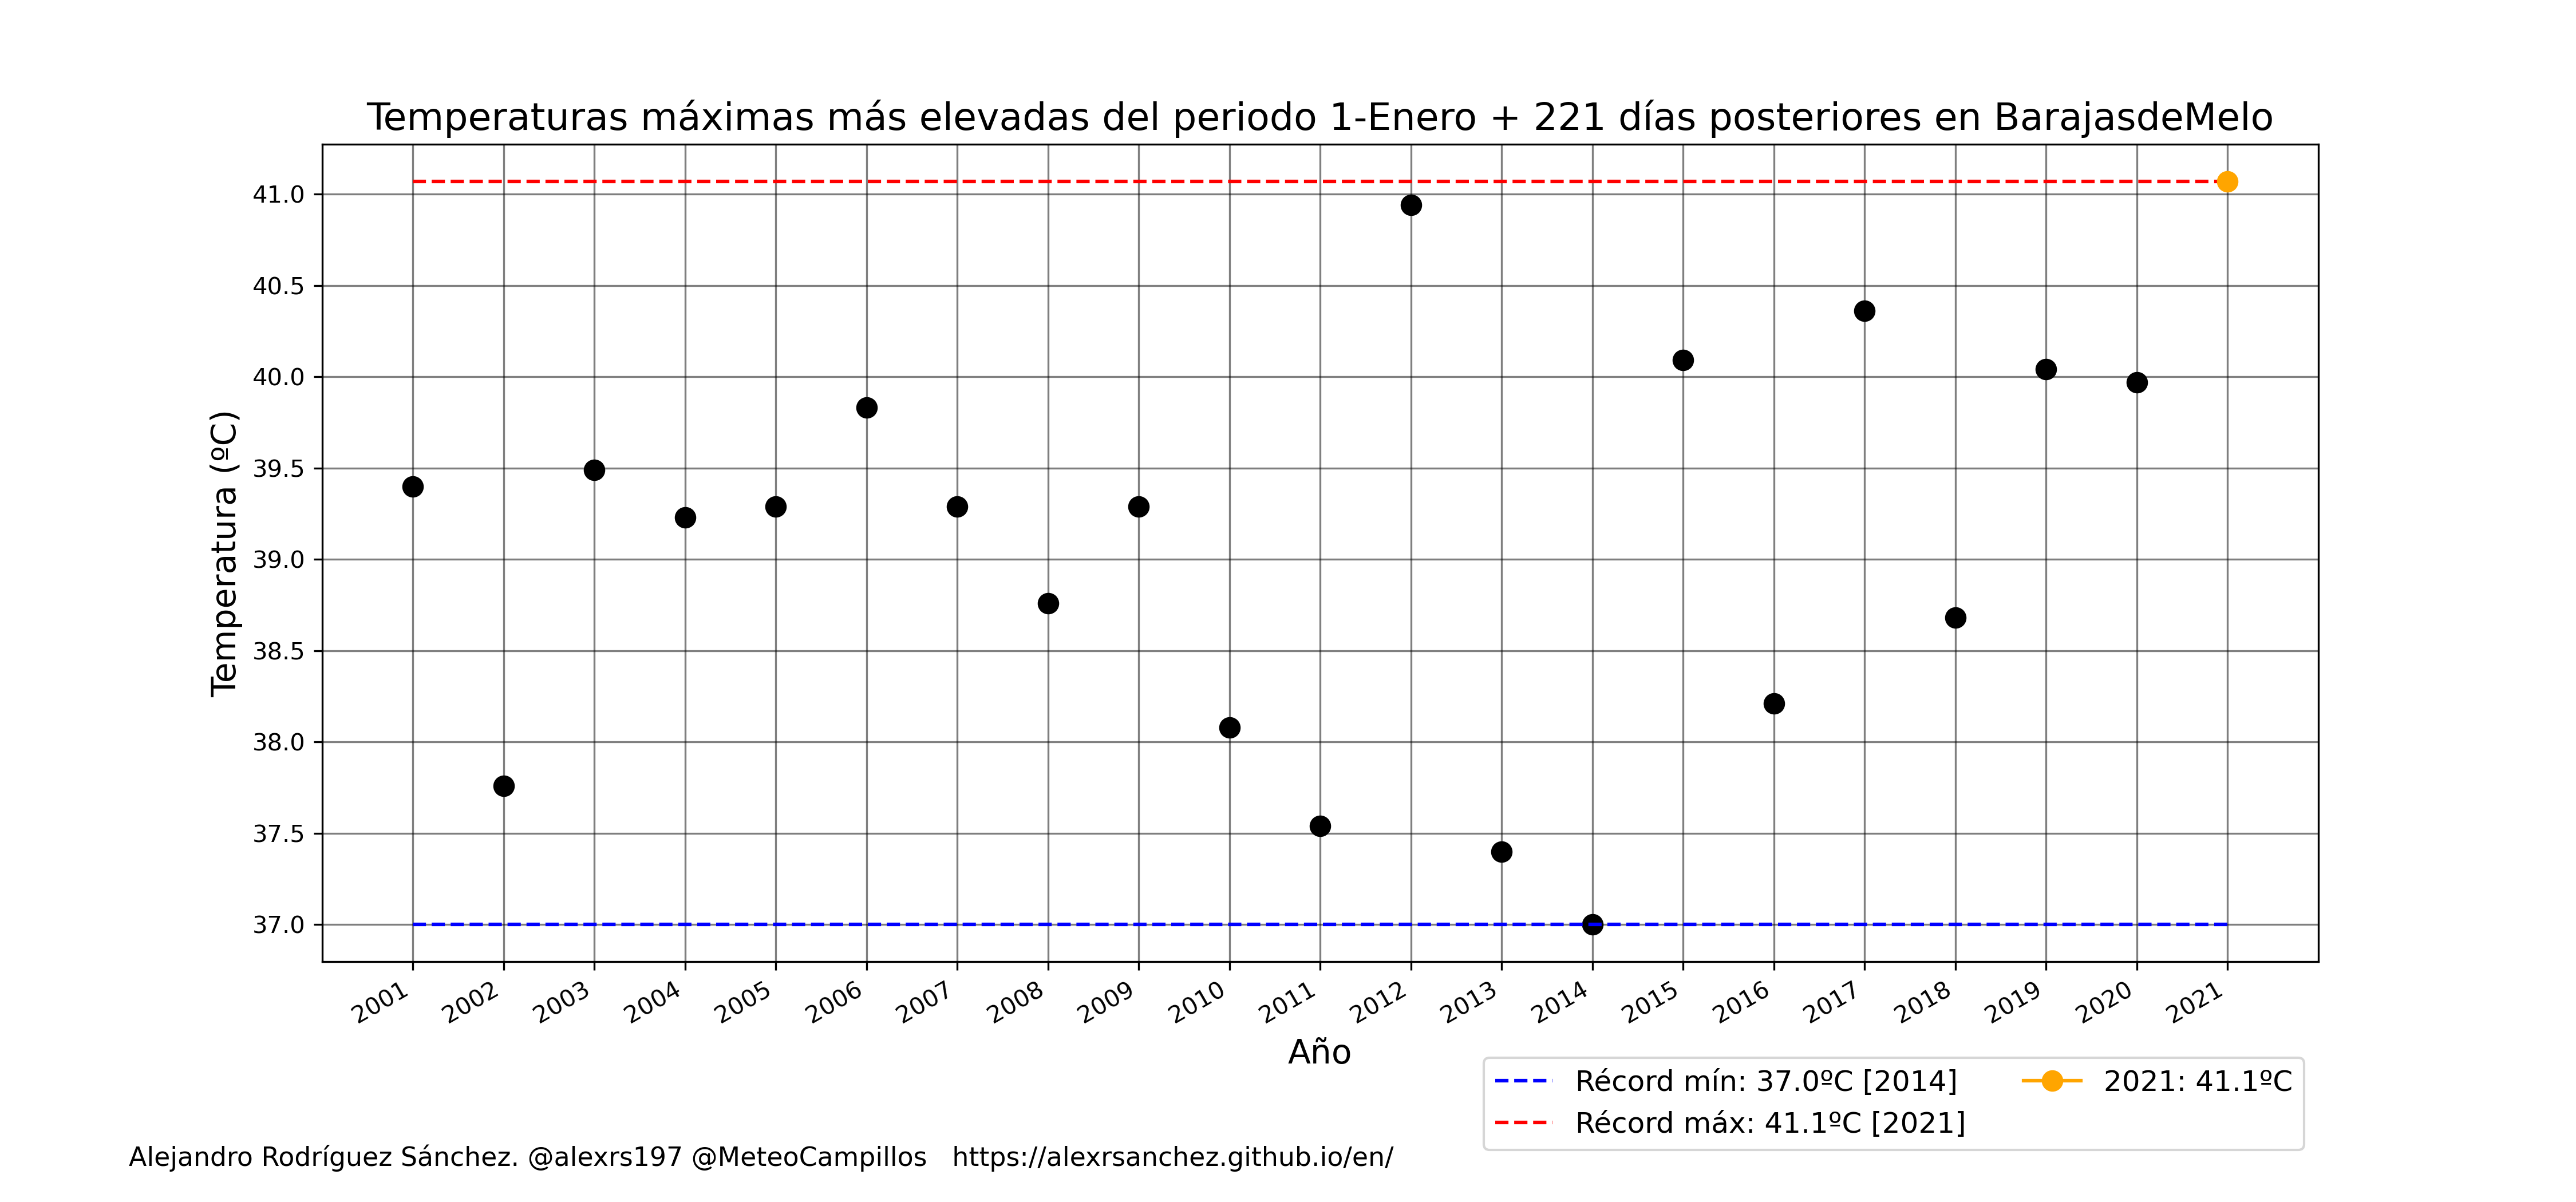 Temperaturas máximas más elevadas del periodo 1-Enero + 221 días posteriores en BarajasdeMelo
Temperatura (ºC)
41.0
40.5
40.0
39.5
39.0
38.5
38.0
37.5
37.0
2001 2002 2003 2004 2005 2006 2007 2008 2009 2010 2011 2012 2013 2014 2015 2016 2017 2018 2019 2020 2021
Año
Récord mín: 37.0ºC [2014]
Récord máx: 41.1ºC [2021]
2021: 41.1ºC
Alejandro Rodríguez Sánchez. @alexrs197 @MeteoCampillos https://alexrsanchez.github.io/en/